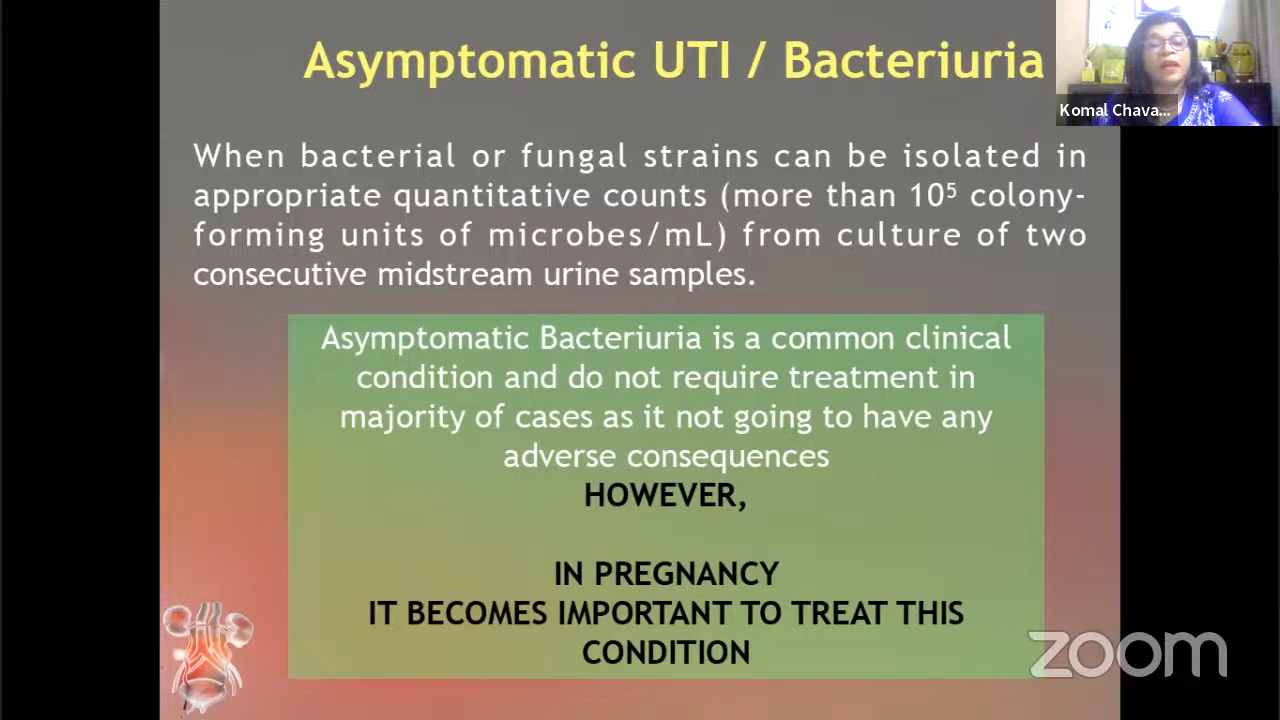 Asymptomatic UTI / Bacteriuria
Komal Chava...
When bacterial or fungal strains can be isolated in
appropriate quantitative counts (more than 10⁵ colony-
forming units of microbes/mL) from culture of two
consecutive midstream urine samples.
Asymptomatic Bacteriuria is a common clinical
condition and do not require treatment in
majority of cases as it not going to have any
adverse consequences
HOWEVER,
IN PREGNANCY
IT BECOMES IMPORTANT TO TREAT THIS
CONDITION
zoom